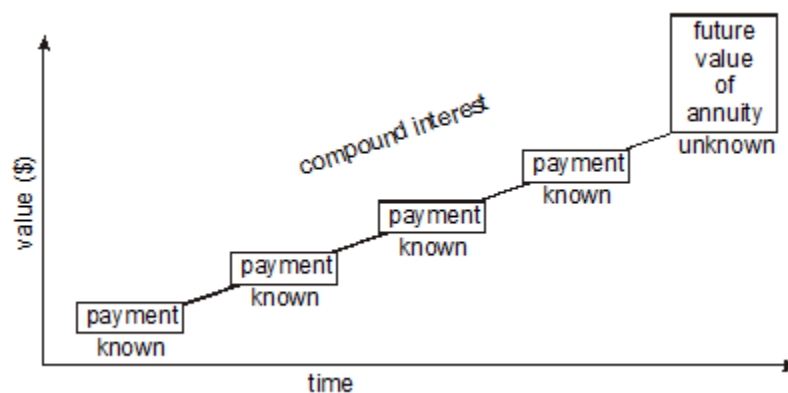 future
value
of
annuity
unknown
compound interest
payment
known
payment
known
payment
known
payment
known
payment
known
value ($)
time